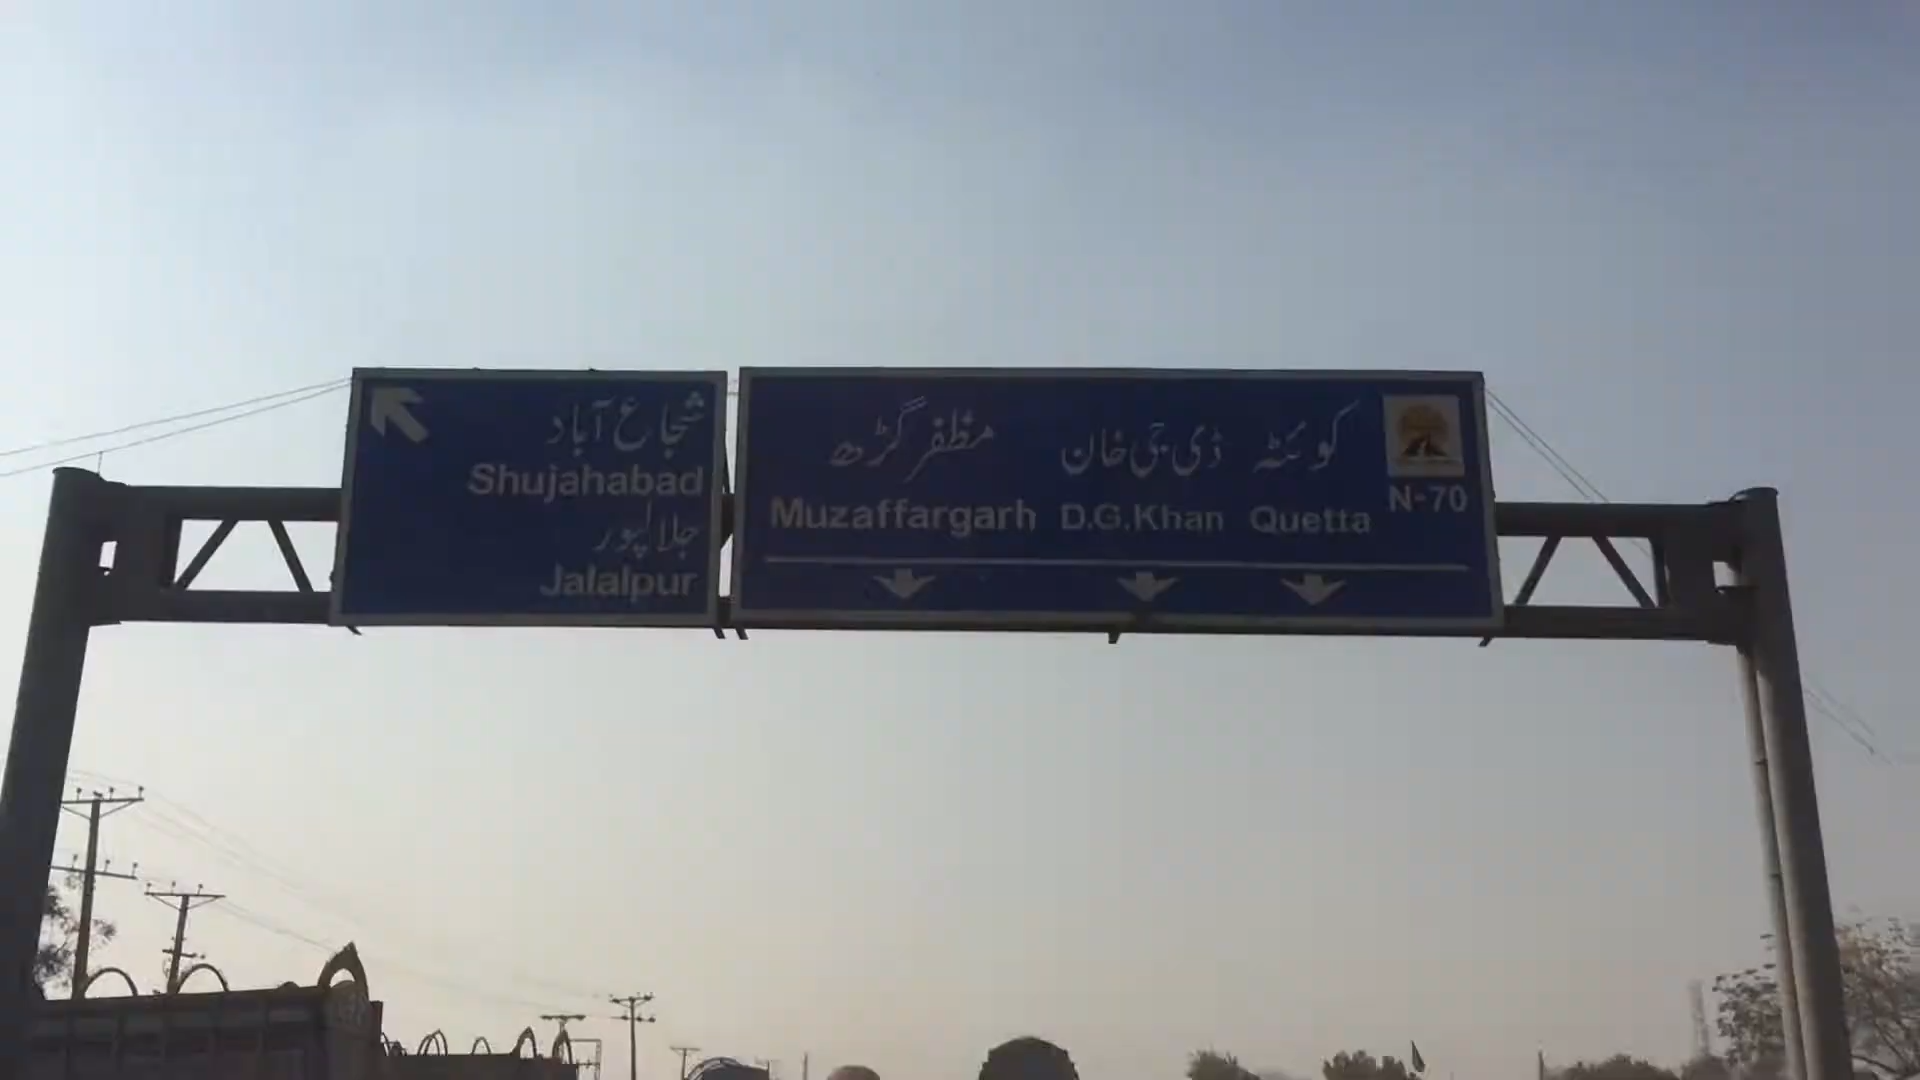 شجاع آباد
Shujahabad
جلالپور
Jalalpur
مظفر گڑھ ڈی جی خان کوئٹہ
Muzaffargarh D.G.Khan Quetta
N-70